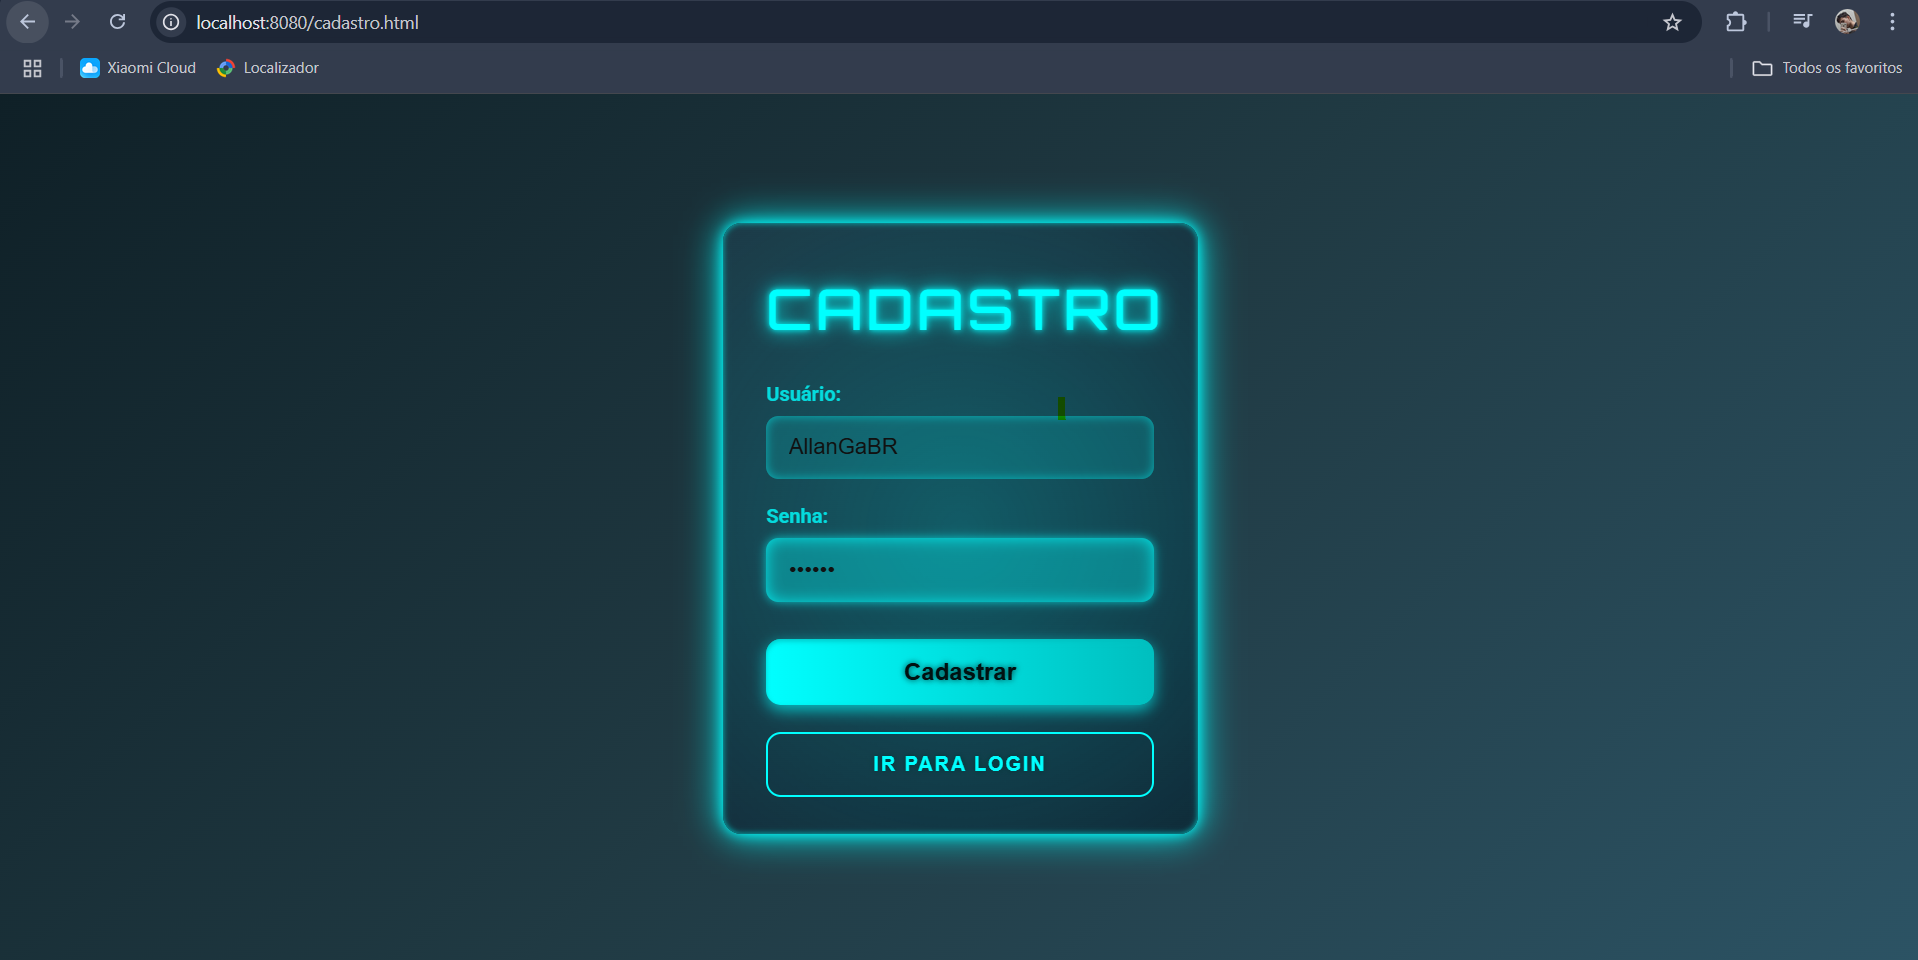 localhost:8080/cadastro.html
Xiaomi Cloud
Localizador
Todos os favoritos
CADASTRO
Usuário:
AllanGaBR
Senha:
••••••
Cadastrar
IR PARA LOGIN